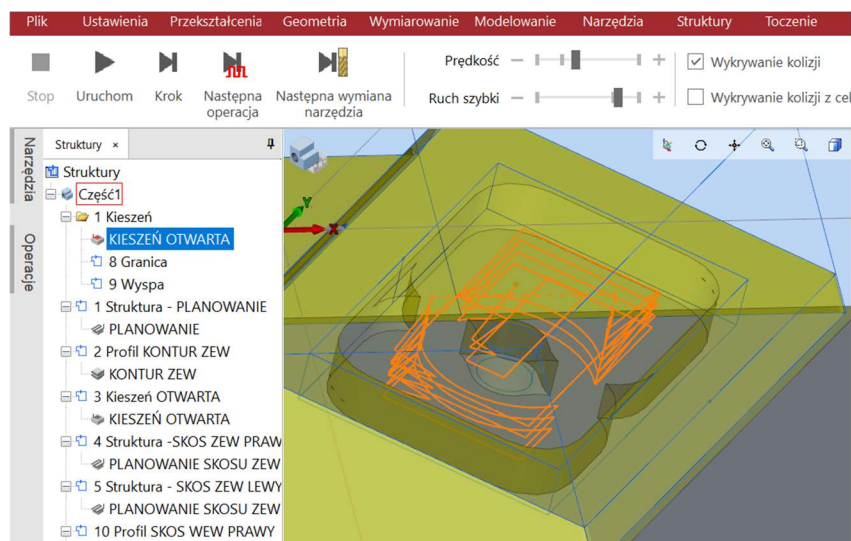 Plik Ustawienia Przekształcenia Geometria Wymiarowanie Modelowanie Narzędzia Struktury Toczenie
Stop Uruchom Krok Następna operacja Następna wymiana narzędzia
Prędkość
Ruch szybki
Wykrywanie kolizji
Wykrywanie kolizji z cel
Narzędzia
Operacje
Struktury ×
Struktury
Część1
1 Kieszeń
KIESZEŃ OTWARTA
8 Granica
9 Wyspa
1 Struktura - PLANOWANIE
PLANOWANIE
2 Profil KONTUR ZEW
KONTUR ZEW
3 Kieszeń OTWARTA
KIESZEŃ OTWARTA
4 Struktura -SKOS ZEW PRAW
PLANOWANIE SKOSU ZEW
5 Struktura - SKOS ZEW LEWY
PLANOWANIE SKOSU ZEW
10 Profil SKOS WEW PRAWY
Y
X